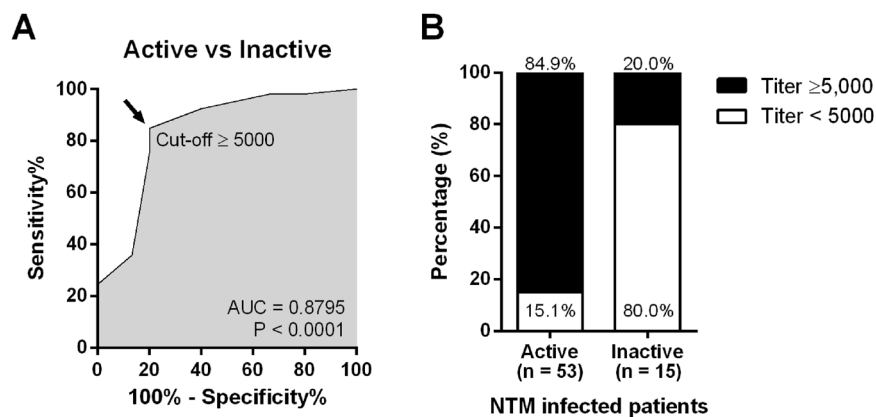 A
Active vs Inactive
Sensitivity%
100
80
60
40
20
0
Cut-off ≥ 5000
AUC = 0.8795
P < 0.0001
0 20 40 60 80 100
100% - Specificity%
B
Percentage (%)
100
80
60
40
20
0
84.9% 20.0%
15.1% 80.0%
Active Inactive
(n = 53) (n = 15)
NTM infected patients
Titer ≥5,000
Titer < 5000